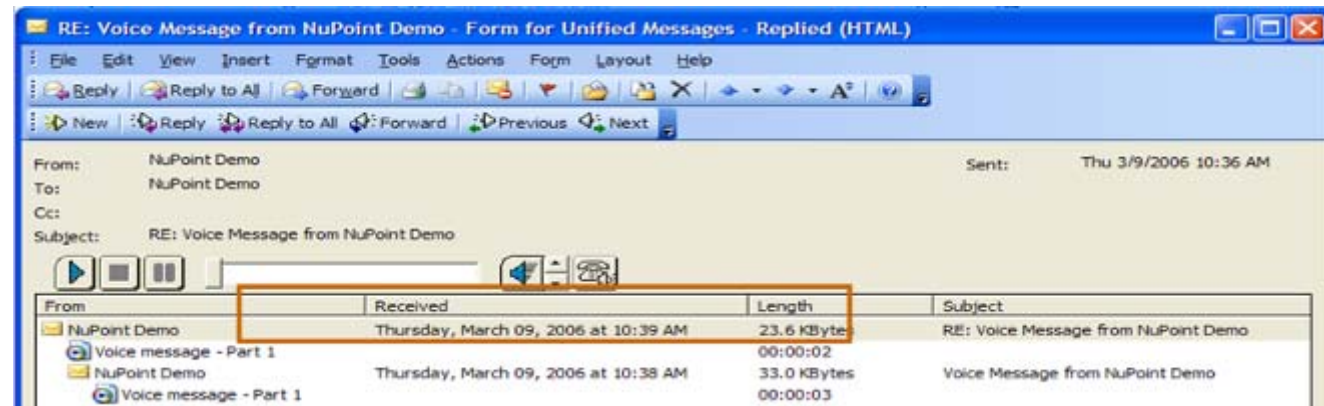 RE: Voice Message from NuPoint Demo - Form for Unified Messages - Replied (HTML)
File Edit View Insert Format Tools Actions Form Layout Help
Reply Reply to All Forward A
New Reply Reply to All Forward Previous Next
From: NuPoint Demo Sent: Thu 3/9/2006 10:36 AM
To: NuPoint Demo
Cc:
Subject: RE: Voice Message from NuPoint Demo
From Received Length Subject
NuPoint Demo Thursday, March 09, 2006 at 10:39 AM 23.6 KBytes RE: Voice Message from NuPoint Demo
Voice message - Part 1 00:00:02
NuPoint Demo Thursday, March 09, 2006 at 10:38 AM 33.0 KBytes Voice Message from NuPoint Demo
Voice message - Part 1 00:00:03